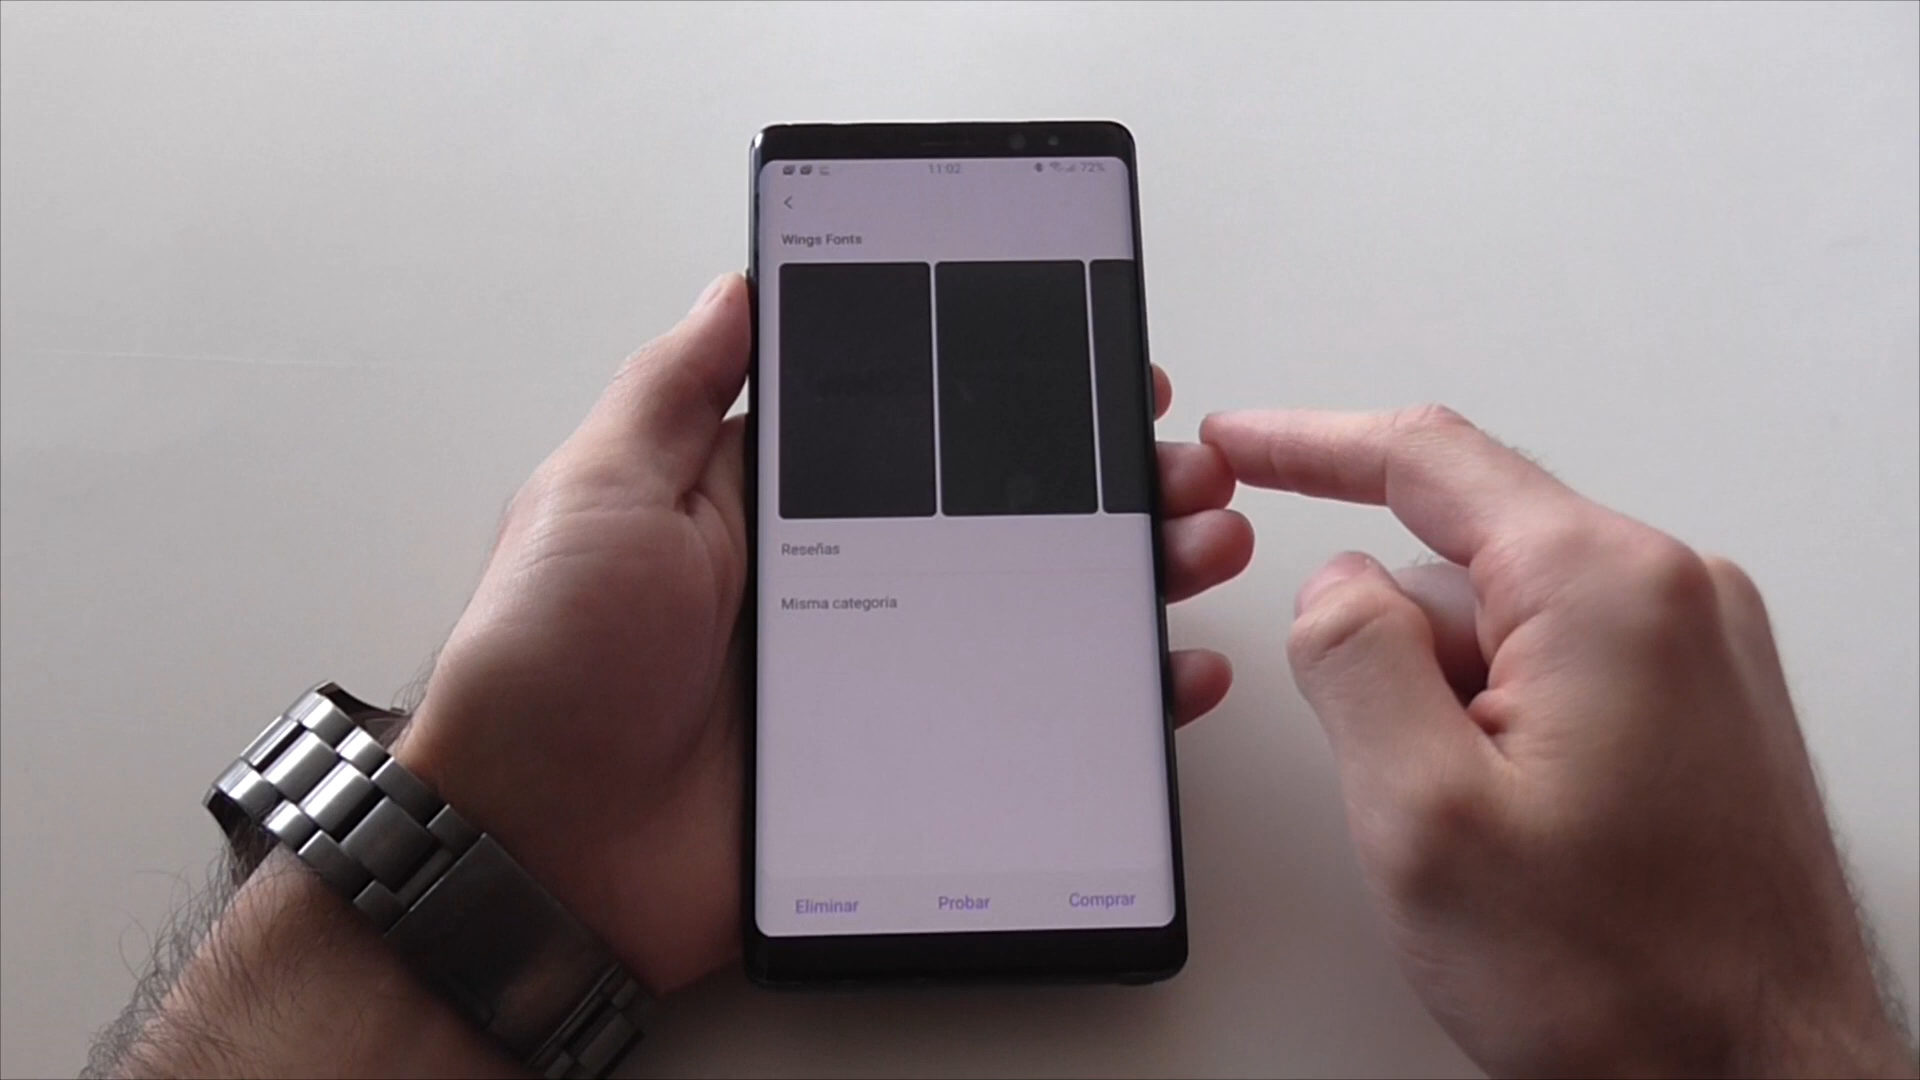 11:02
72%
Wings Fonts
Reseñas
Misma categoría
Eliminar
Probar
Comprar